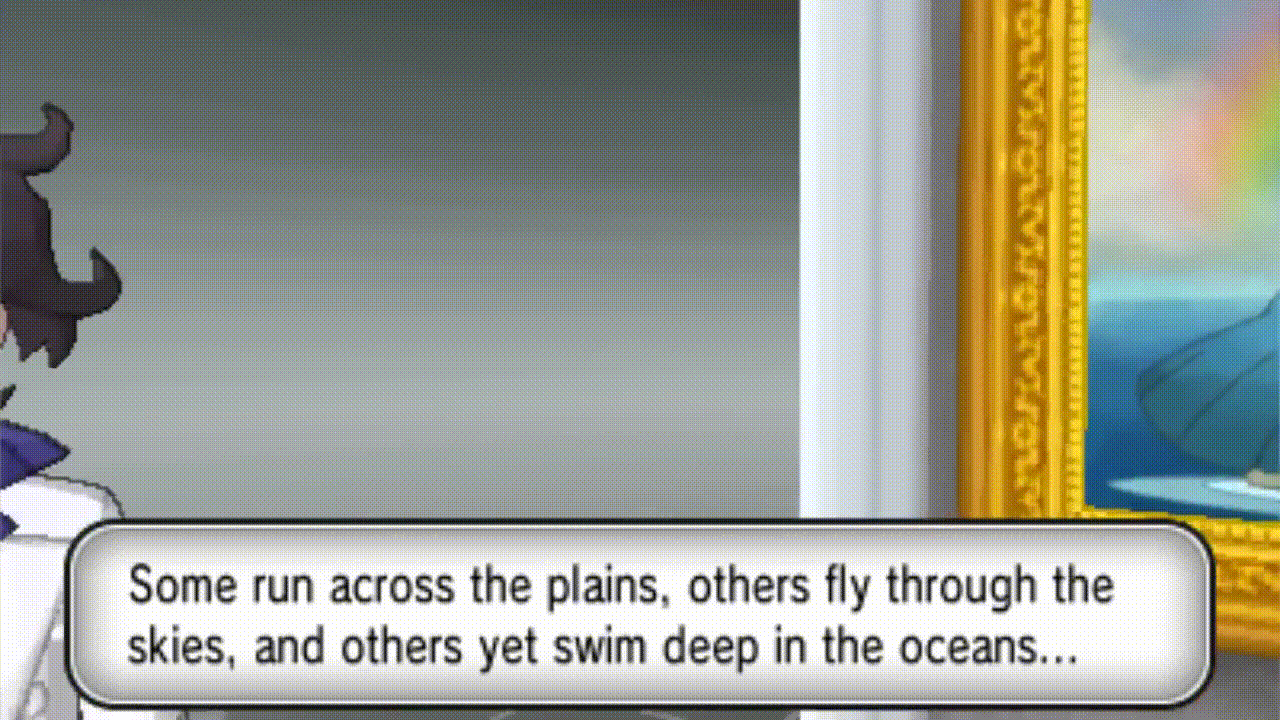 Some run across the plains, others fly through the
skies, and others yet swim deep in the oceans...